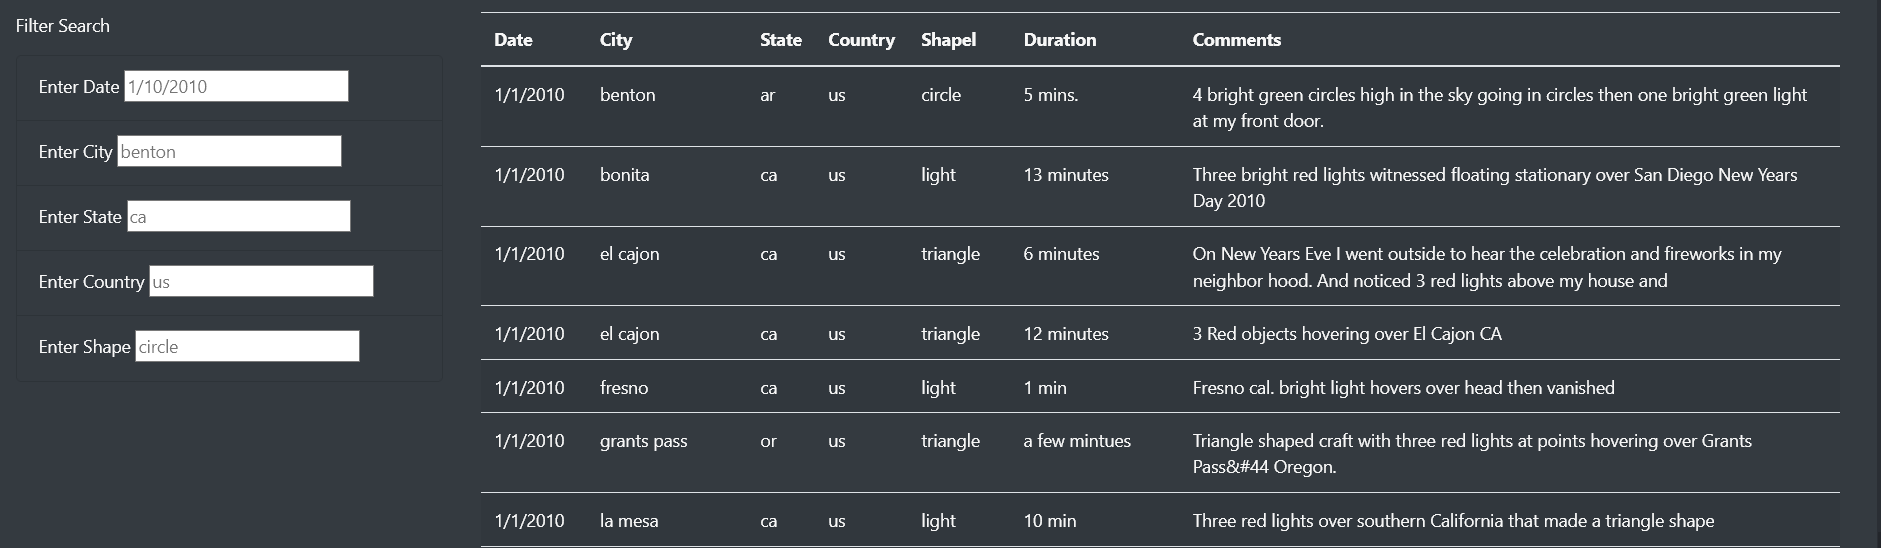 Filter Search
Enter Date 1/10/2010
Enter City benton
Enter State ca
Enter Country us
Enter Shape circle
Date City State Country Shapel Duration Comments
1/1/2010 benton ar us circle 5 mins. 4 bright green circles high in the sky going in circles then one bright green light
at my front door.
1/1/2010 bonita ca us light 13 minutes Three bright red lights witnessed floating stationary over San Diego New Years
Day 2010
1/1/2010 el cajon ca us triangle 6 minutes On New Years Eve I went outside to hear the celebration and fireworks in my
neighbor hood. And noticed 3 red lights above my house and
1/1/2010 el cajon ca us triangle 12 minutes 3 Red objects hovering over El Cajon CA
1/1/2010 fresno ca us light 1 min Fresno cal. bright light hovers over head then vanished
1/1/2010 grants pass or us triangle a few mintues Triangle shaped craft with three red lights at points hovering over Grants
Pass&#44 Oregon.
1/1/2010 la mesa ca us light 10 min Three red lights over southern California that made a triangle shape